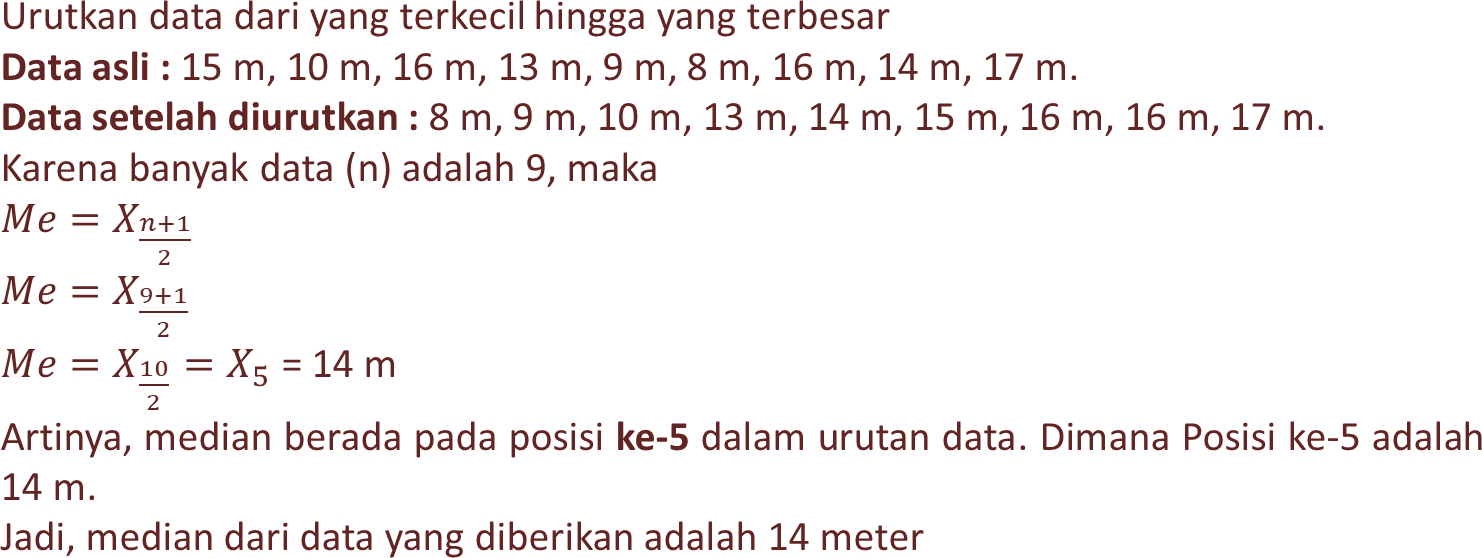 Urutkan data dari yang terkecil hingga yang terbesar
Data asli : 15 m, 10 m, 16 m, 13 m, 9 m, 8 m, 16 m, 14 m, 17 m.
Data setelah diurutkan : 8 m, 9 m, 10 m, 13 m, 14 m, 15 m, 16 m, 16 m, 17 m.
Karena banyak data (n) adalah 9, maka
$Me = X_{\frac{n+1}{2}}$
$Me = X_{\frac{9+1}{2}}$
$Me = X_{\frac{10}{2}} = X_5$ = 14 m
Artinya, median berada pada posisi ke-5 dalam urutan data. Dimana Posisi ke-5 adalah
14 m.
Jadi, median dari data yang diberikan adalah 14 meter